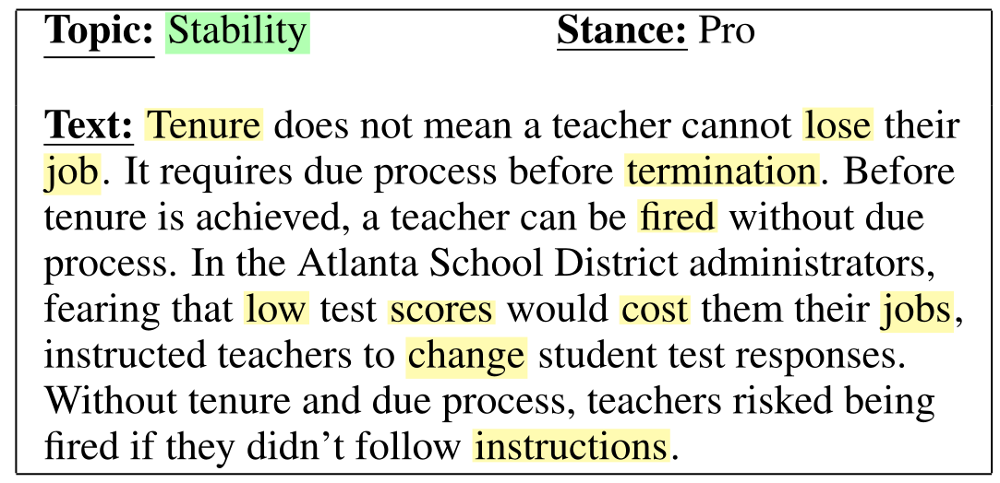 Topic: Stability Stance: Pro
Text: Tenure does not mean a teacher cannot lose their
job. It requires due process before termination. Before
tenure is achieved, a teacher can be fired without due
process. In the Atlanta School District administrators,
fearing that low test scores would cost them their jobs,
instructed teachers to change student test responses.
Without tenure and due process, teachers risked being
fired if they didn't follow instructions.